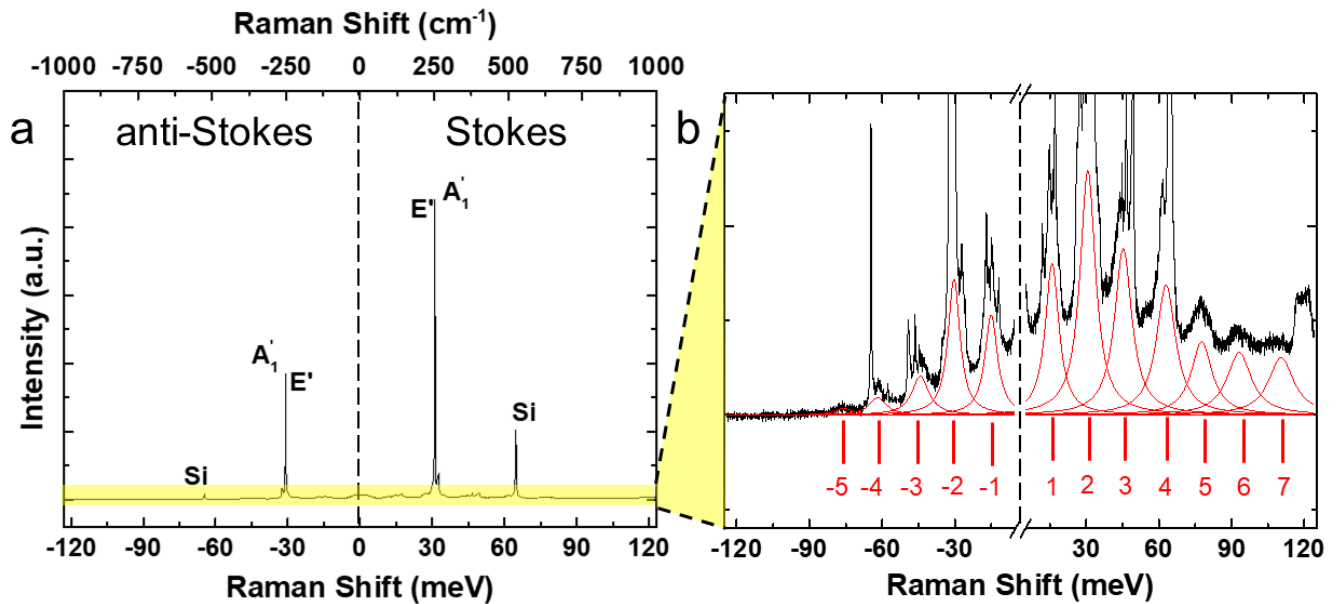 Raman Shift (cm⁻¹)
-1000 -750 -500 -250 0 250 500 750 1000
a
anti-Stokes Stokes
A₁' E' E' A₁'
Si Si
Intensity (a.u.)
-120 -90 -60 -30 0 30 60 90 120
Raman Shift (meV)
b
-5 -4 -3 -2 -1 1 2 3 4 5 6 7
-120 -90 -60 -30 30 60 90 120
Raman Shift (meV)